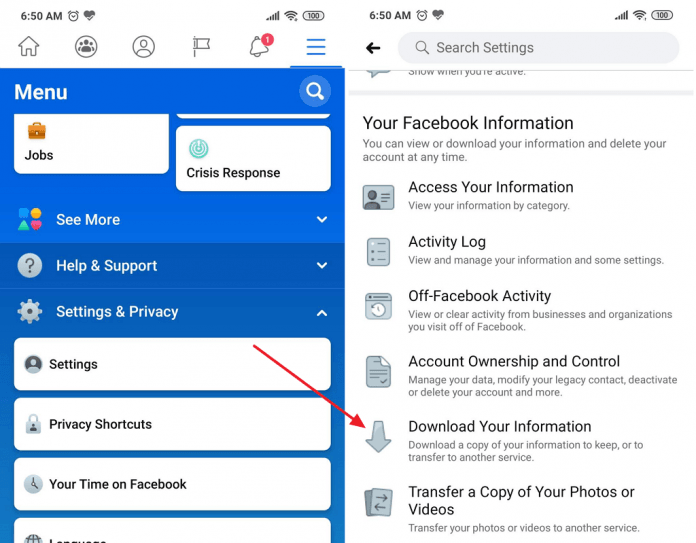 6:50 AM
100
1
Menu
Jobs
Crisis Response
See More
Help & Support
Settings & Privacy
Settings
Privacy Shortcuts
Your Time on Facebook
Language
6:50 AM
100
Search Settings
Show when you're active.
Your Facebook Information
You can view or download your information and delete your
account at any time.
Access Your Information
View your information by category.
Activity Log
View and manage your information and some settings.
Off-Facebook Activity
View or clear activity from businesses and organizations
you visit off of Facebook.
Account Ownership and Control
Manage your data, modify your legacy contact, deactivate
or delete your account and more.
Download Your Information
Download a copy of your information to keep, or to
transfer to another service.
Transfer a Copy of Your Photos or
Videos
Transfer your photos or videos to another service.